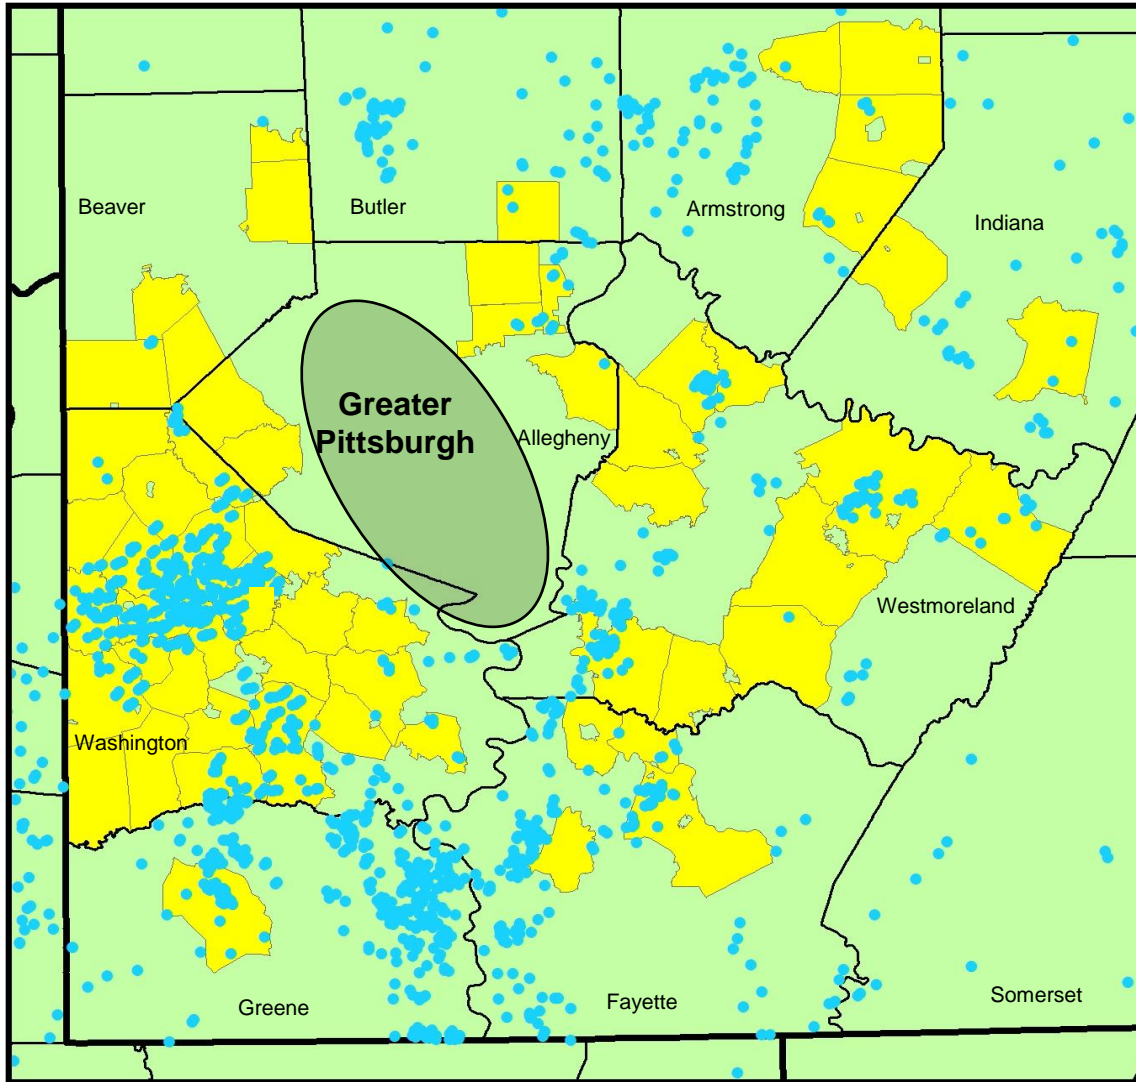 Beaver
Butler
Armstrong
Indiana
Greater
Pittsburgh
Allegheny
Westmoreland
Washington
Greene
Fayette
Somerset